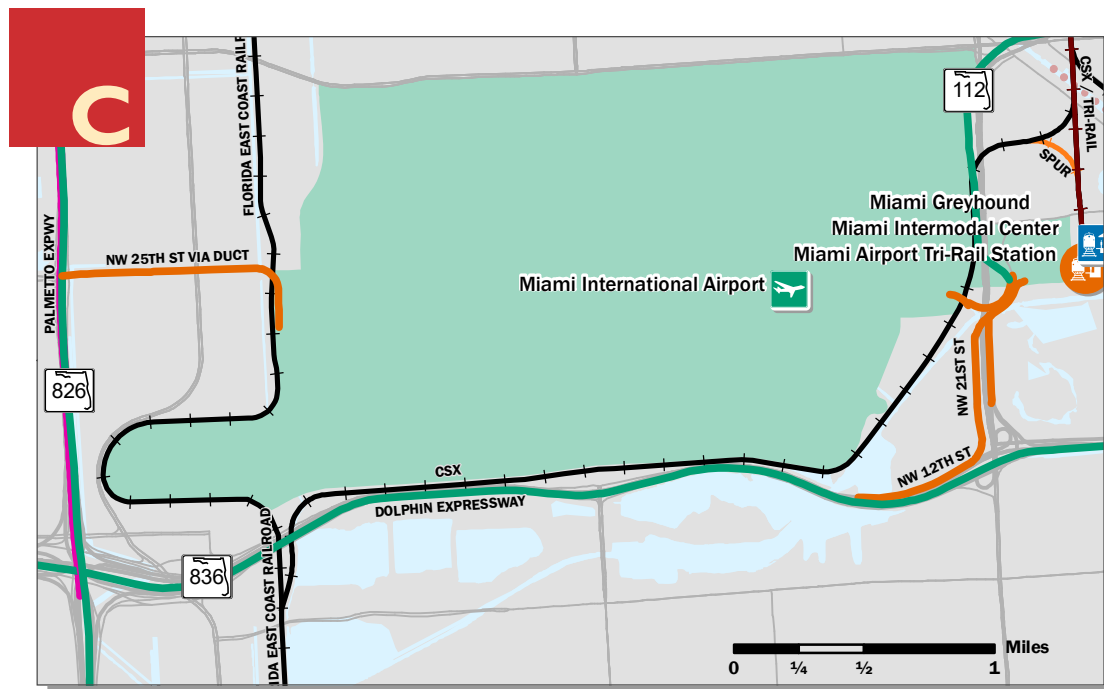 C
FLORIDA EAST COAST RAILR
112
CSX / TRI-RAIL
SPUR
Miami Greyhound
Miami Intermodal Center
Miami Airport Tri-Rail Station
PALMETTO EXPWY
NW 25TH ST VIA DUCT
Miami International Airport
826
NW 21ST ST
NW 12TH ST
CSX
DOLPHIN EXPRESSWAY
836
IDA EAST COAST RAILROAD
Miles
0 ¼ ½ 1